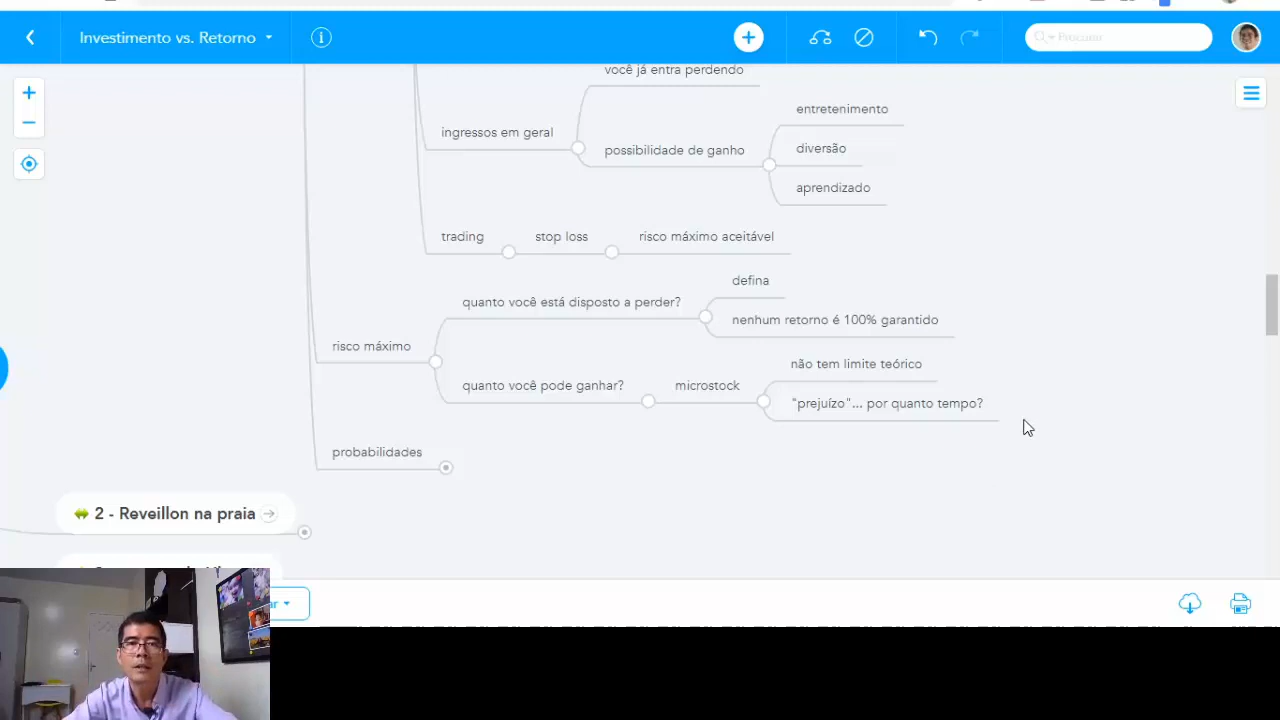 Investimento vs. Retorno
Procurar
você já entra perdendo
entretenimento
ingressos em geral
diversão
possibilidade de ganho
aprendizado
trading
stop loss
risco máximo aceitável
defina
quanto você está disposto a perder?
nenhum retorno é 100% garantido
risco máximo
não tem limite teórico
quanto você pode ganhar?
microstock
"prejuízo"... por quanto tempo?
probabilidades
2 - Reveillon na praia
ar